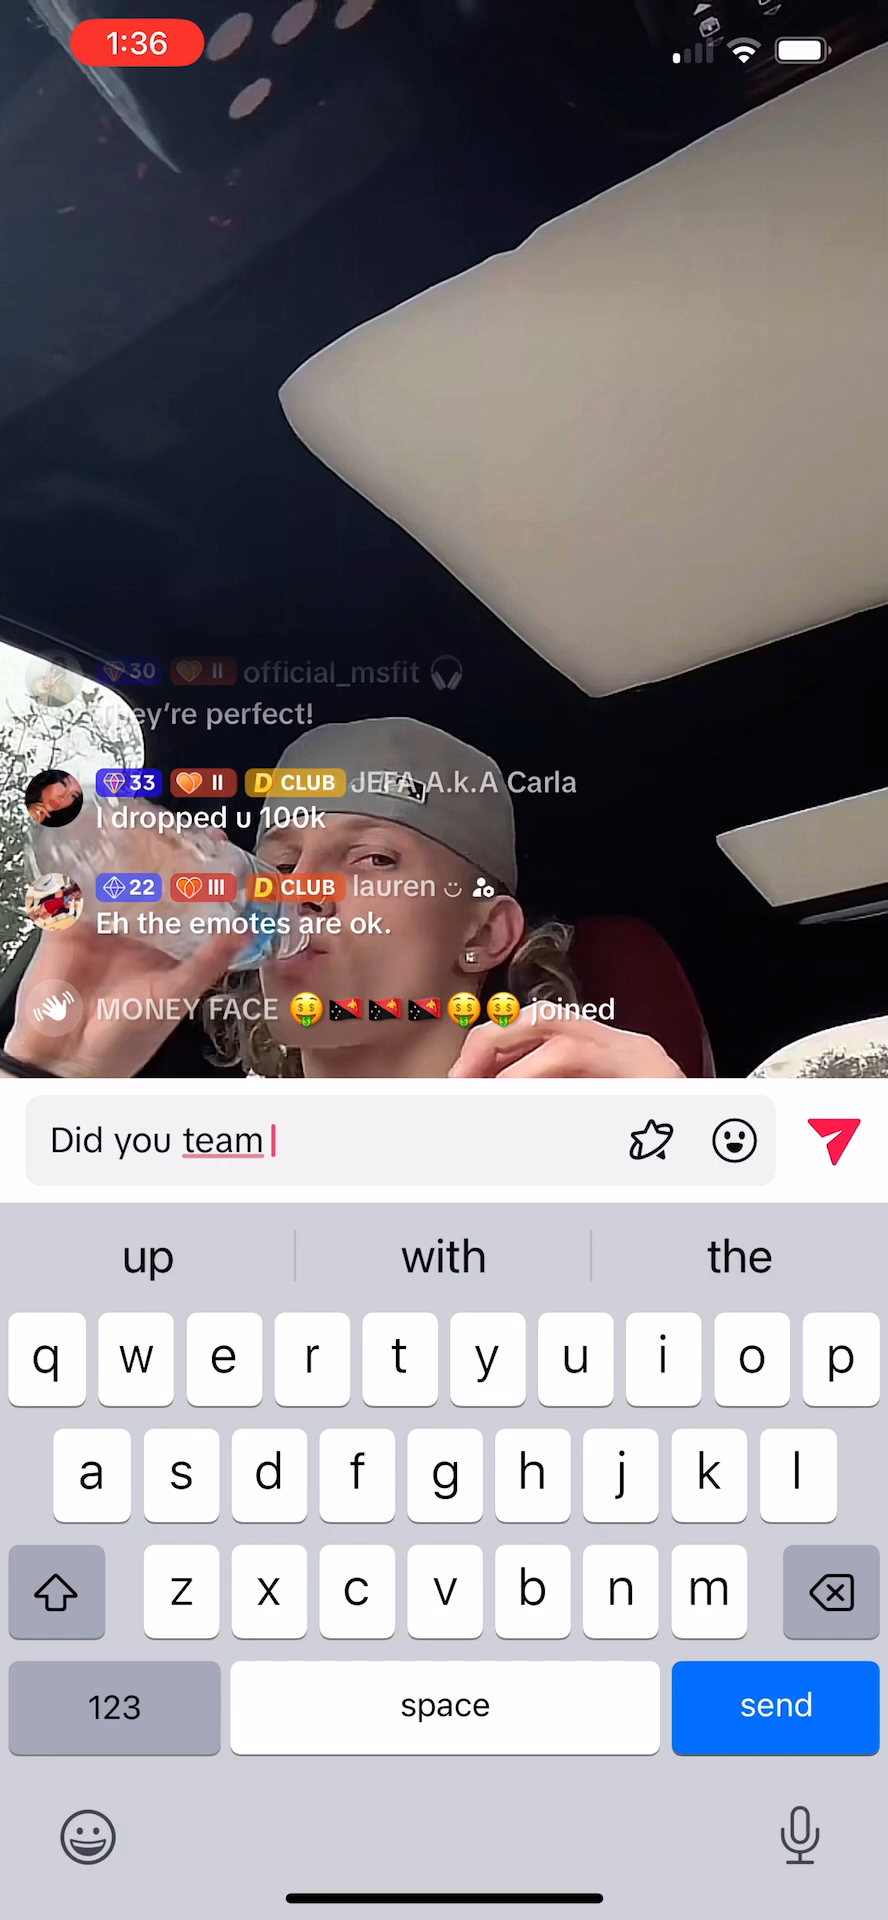 1:36
30 II official_msfit
They're perfect!
33 II D CLUB JEFA A.k.A Carla
I dropped u 100k
22 III D CLUB lauren
Eh the emotes are ok.
MONEY FACE 🤑🇵🇬🇵🇬🇵🇬🤑🤑 joined
Did you team
up with the
q w e r t y u i o p
a s d f g h j k l
z x c v b n m
123 space send